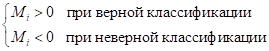 M_i > 0 при верной классификации
M_i < 0 при неверной классификации